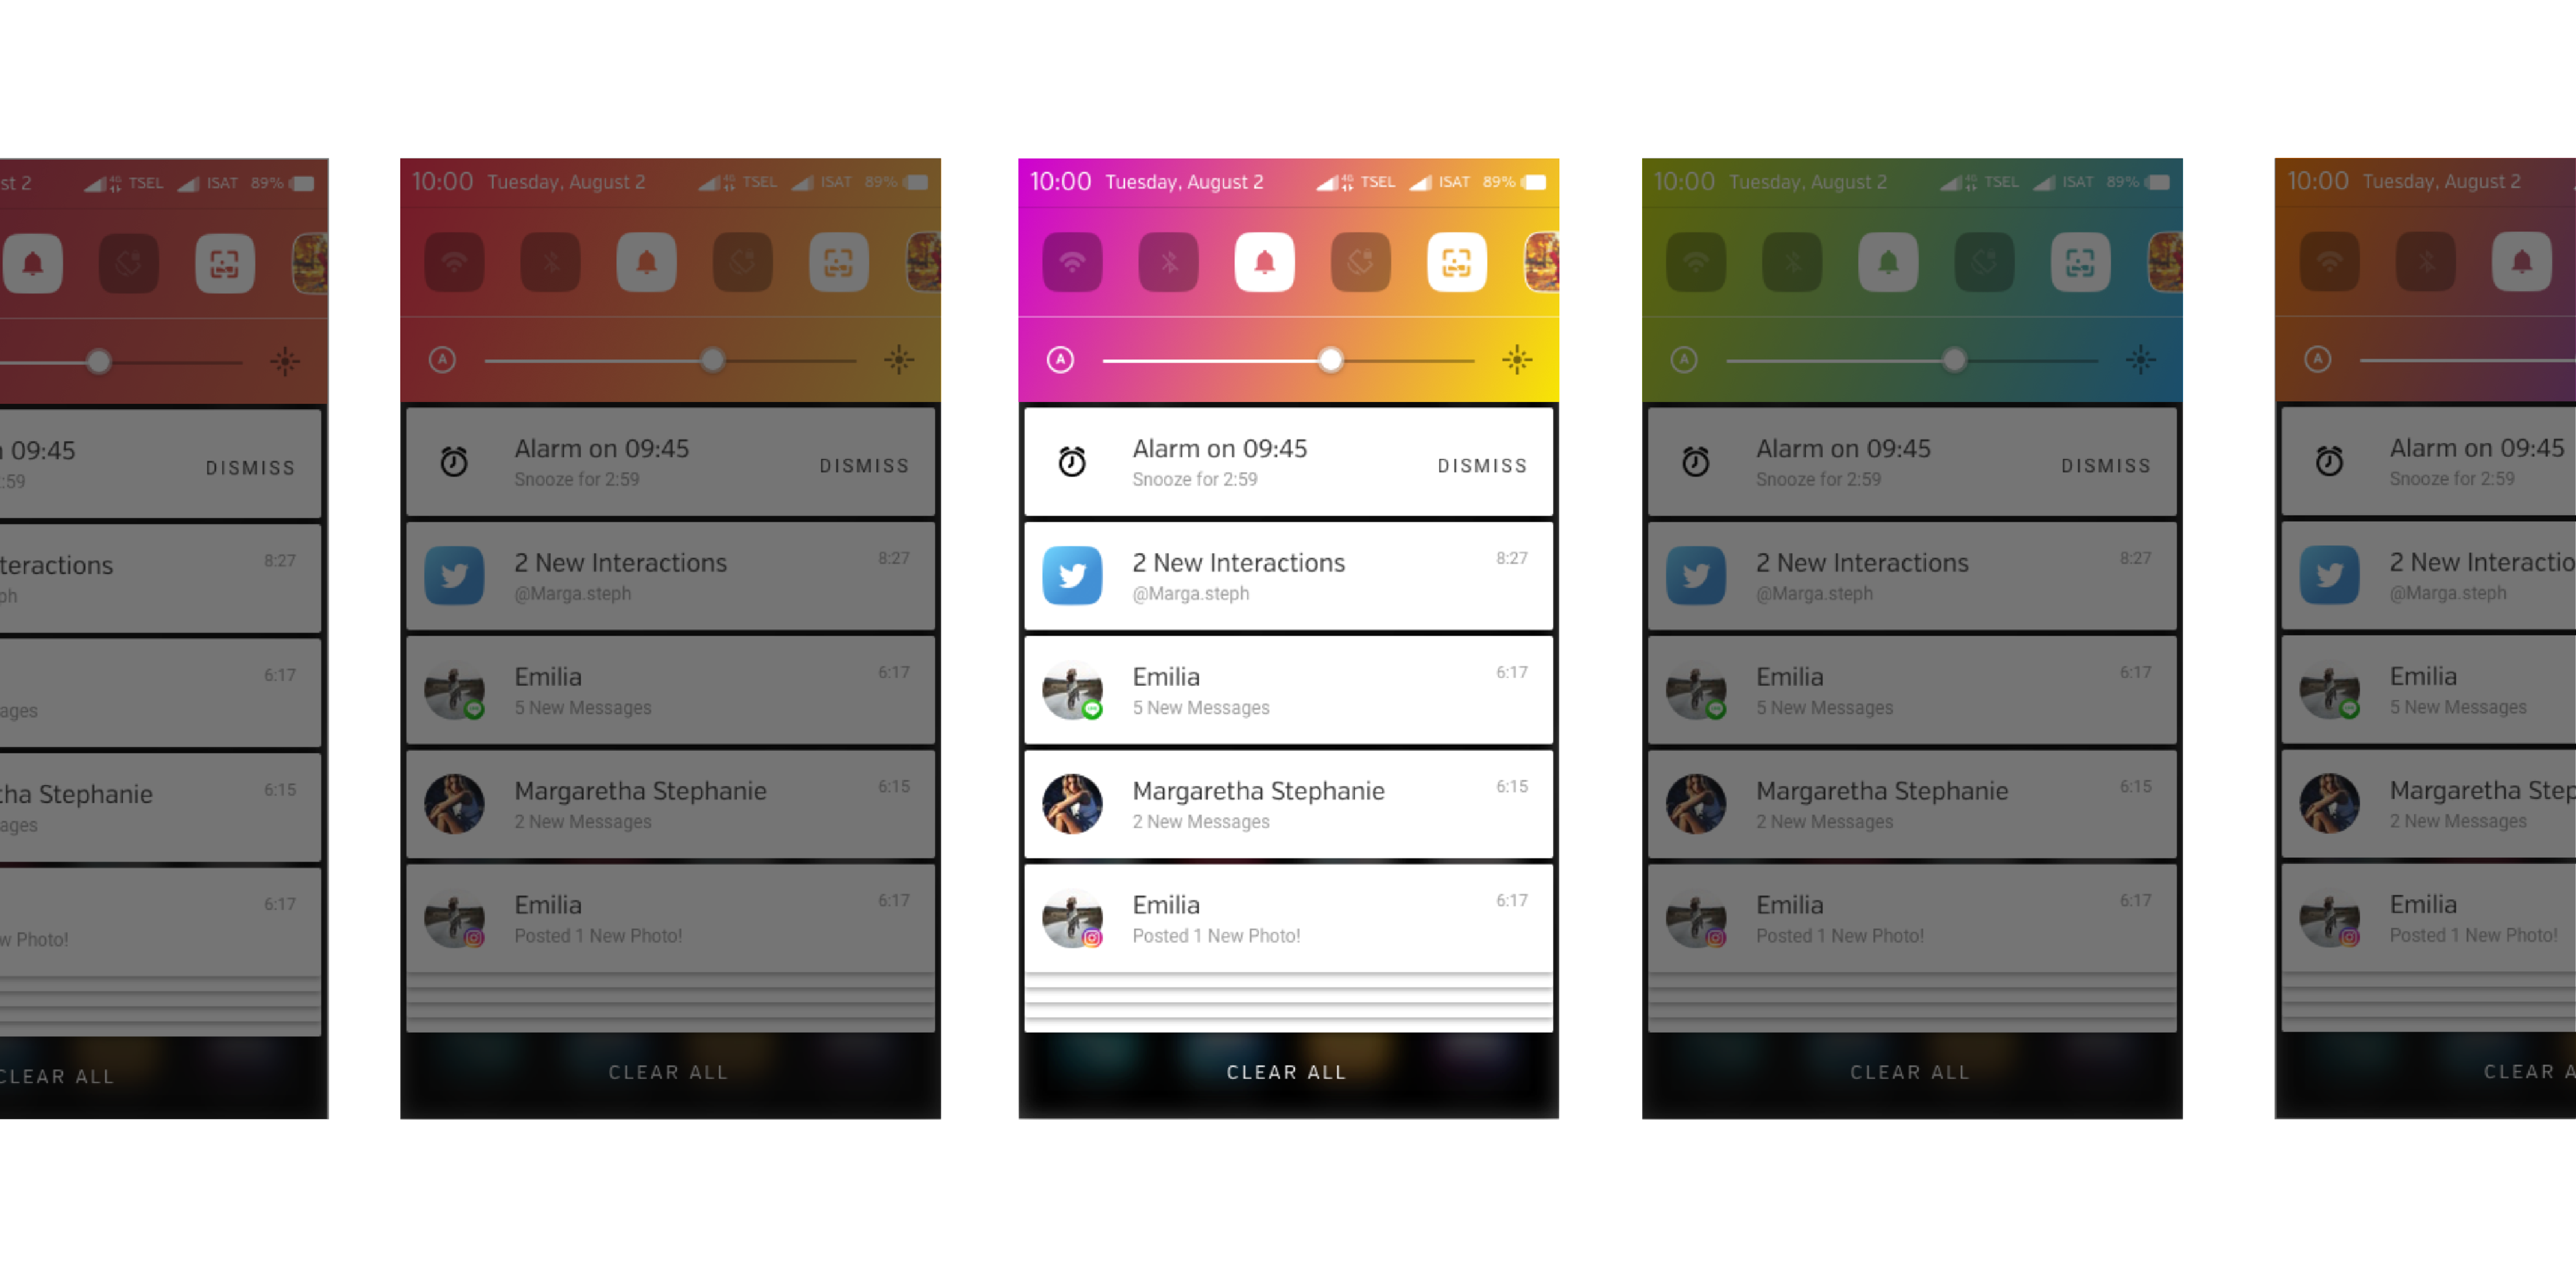 st 2 4G TSEL ISAT 89%
09:45
:59
DISMISS
teractions
ph
8:27
6:17
ages
tha Stephanie
ages
6:15
6:17
w Photo!
CLEAR ALL
10:00 Tuesday, August 2 4G TSEL ISAT 89%
A
Alarm on 09:45
Snooze for 2:59
DISMISS
2 New Interactions
@Marga.steph
8:27
Emilia
5 New Messages
6:17
Margaretha Stephanie
2 New Messages
6:15
Emilia
Posted 1 New Photo!
6:17
CLEAR ALL
10:00 Tuesday, August 2 4G TSEL ISAT 89%
A
Alarm on 09:45
Snooze for 2:59
DISMISS
2 New Interactions
@Marga.steph
8:27
Emilia
5 New Messages
6:17
Margaretha Stephanie
2 New Messages
6:15
Emilia
Posted 1 New Photo!
6:17
CLEAR ALL
10:00 Tuesday, August 2 4G TSEL ISAT 89%
A
Alarm on 09:45
Snooze for 2:59
DISMISS
2 New Interactions
@Marga.steph
8:27
Emilia
5 New Messages
6:17
Margaretha Stephanie
2 New Messages
6:15
Emilia
Posted 1 New Photo!
6:17
CLEAR ALL
10:00 Tuesday, August 2
A
Alarm on 09:45
Snooze for 2:59
2 New Interactio
@Marga.steph
Emilia
5 New Messages
Margaretha Step
2 New Messages
Emilia
Posted 1 New Photo!
CLEAR A